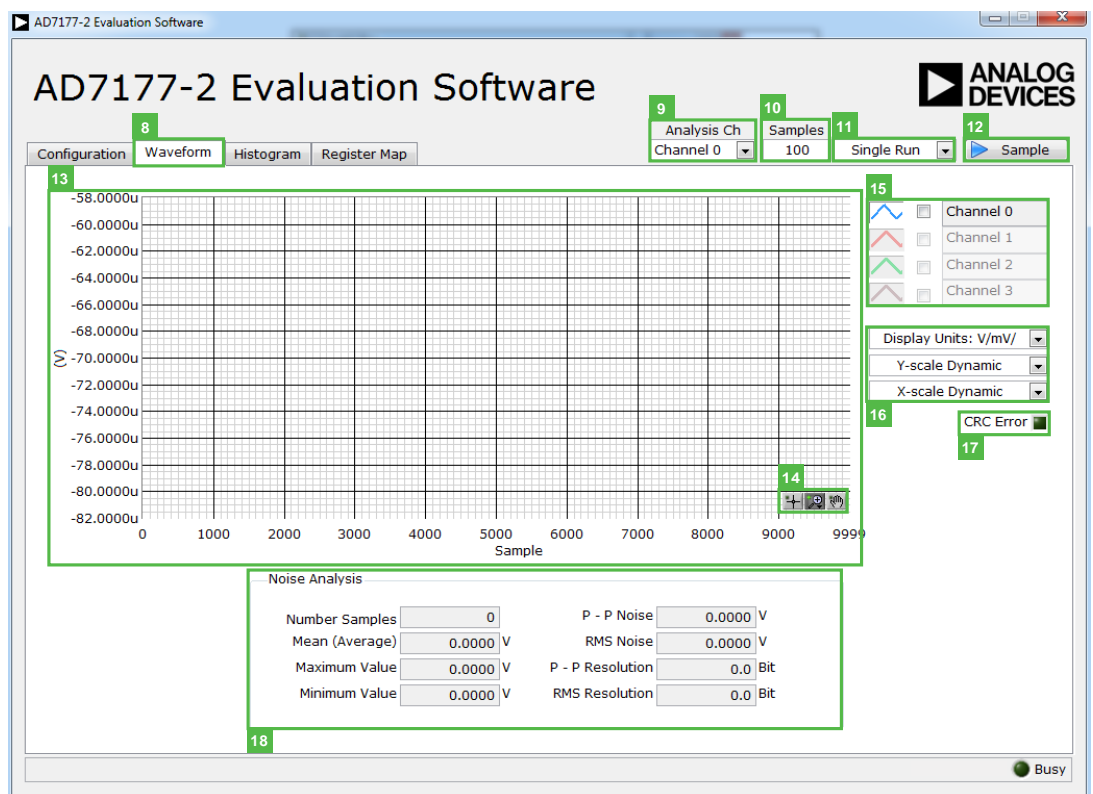 AD7177-2 Evaluation Software
AD7177-2 Evaluation Software
ANALOG
DEVICES
8
9
10
11
12
Analysis Ch
Samples
Configuration
Waveform
Histogram
Register Map
Channel 0
100
Single Run
Sample
13
-58.0000u
-60.0000u
-62.0000u
-64.0000u
-66.0000u
-68.0000u
-70.0000u
-72.0000u
-74.0000u
-76.0000u
-78.0000u
-80.0000u
-82.0000u
(V)
14
0 1000 2000 3000 4000 5000 6000 7000 8000 9000 9999
Sample
15
Channel 0
Channel 1
Channel 2
Channel 3
Display Units: V/mV/
Y-scale Dynamic
X-scale Dynamic
16
CRC Error
17
Noise Analysis
Number Samples 0
Mean (Average) 0.0000 V
Maximum Value 0.0000 V
Minimum Value 0.0000 V
P - P Noise 0.0000 V
RMS Noise 0.0000 V
P - P Resolution 0.0 Bit
RMS Resolution 0.0 Bit
18
Busy